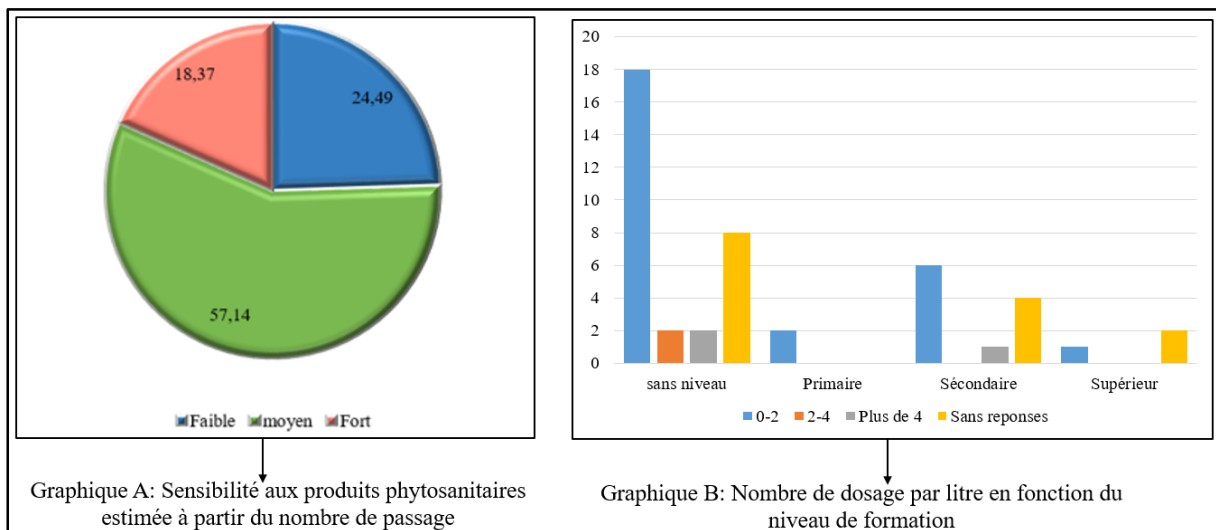 18,37
24,49
57,14
Faible moyen Fort
Graphique A: Sensibilité aux produits phytosanitaires
estimée à partir du nombre de passage
20
18
16
14
12
10
8
6
4
2
0
sans niveau Primaire Sécondaire Supérieur
0-2 2-4 Plus de 4 Sans reponses
Graphique B: Nombre de dosage par litre en fonction du
niveau de formation